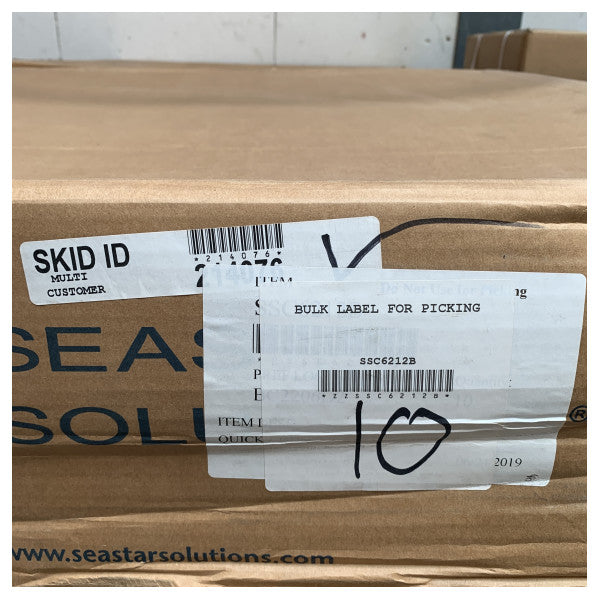 SKID ID
*214076*
214076
MULTI
CUSTOMER
ITEM
Do Not Use for
BULK LABEL FOR PICKING
SSC6212B
*ZZSSC6212B*
10
ITEM
QUICK
2019
SEAS
SOLU
®
www.seastarsolutions.com